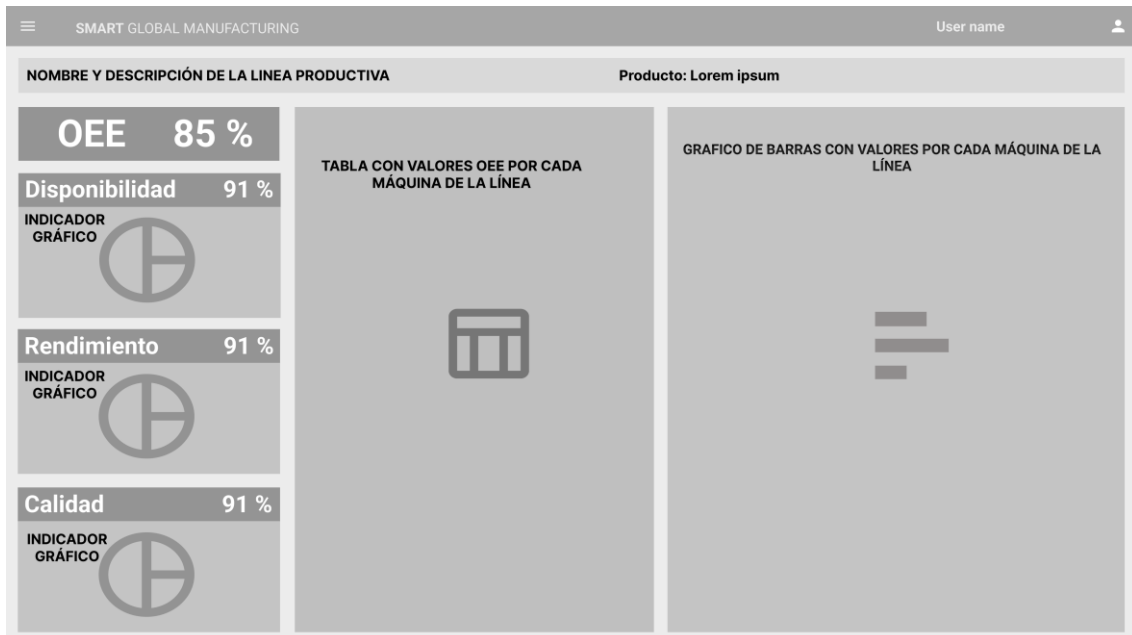 SMART GLOBAL MANUFACTURING
User name
NOMBRE Y DESCRIPCIÓN DE LA LINEA PRODUCTIVA
Producto: Lorem ipsum
OEE 85 %
Disponibilidad 91 %
INDICADOR
GRÁFICO
Rendimiento 91 %
INDICADOR
GRÁFICO
Calidad 91 %
INDICADOR
GRÁFICO
TABLA CON VALORES OEE POR CADA
MÁQUINA DE LA LÍNEA
GRAFICO DE BARRAS CON VALORES POR CADA MÁQUINA DE LA
LÍNEA